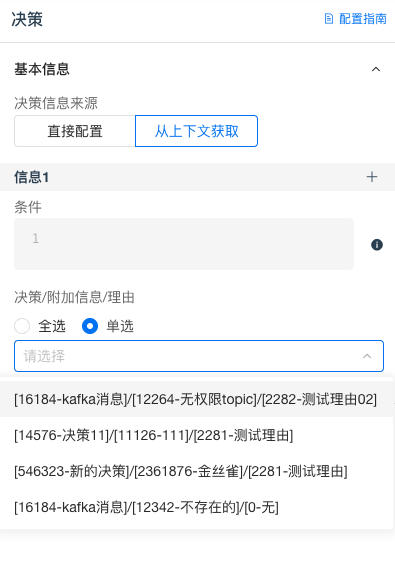 决策
配置指南
基本信息
决策信息来源
直接配置 从上下文获取
信息1
条件
1
决策/附加信息/理由
全选 单选
请选择
[16184-kafka消息]/[12264-无权限topic]/[2282-测试理由02]
[14576-决策11]/[11126-111]/[2281-测试理由]
[546323-新的决策]/[2361876-金丝雀]/[2281-测试理由]
[16184-kafka消息]/[12342-不存在的]/[0-无]